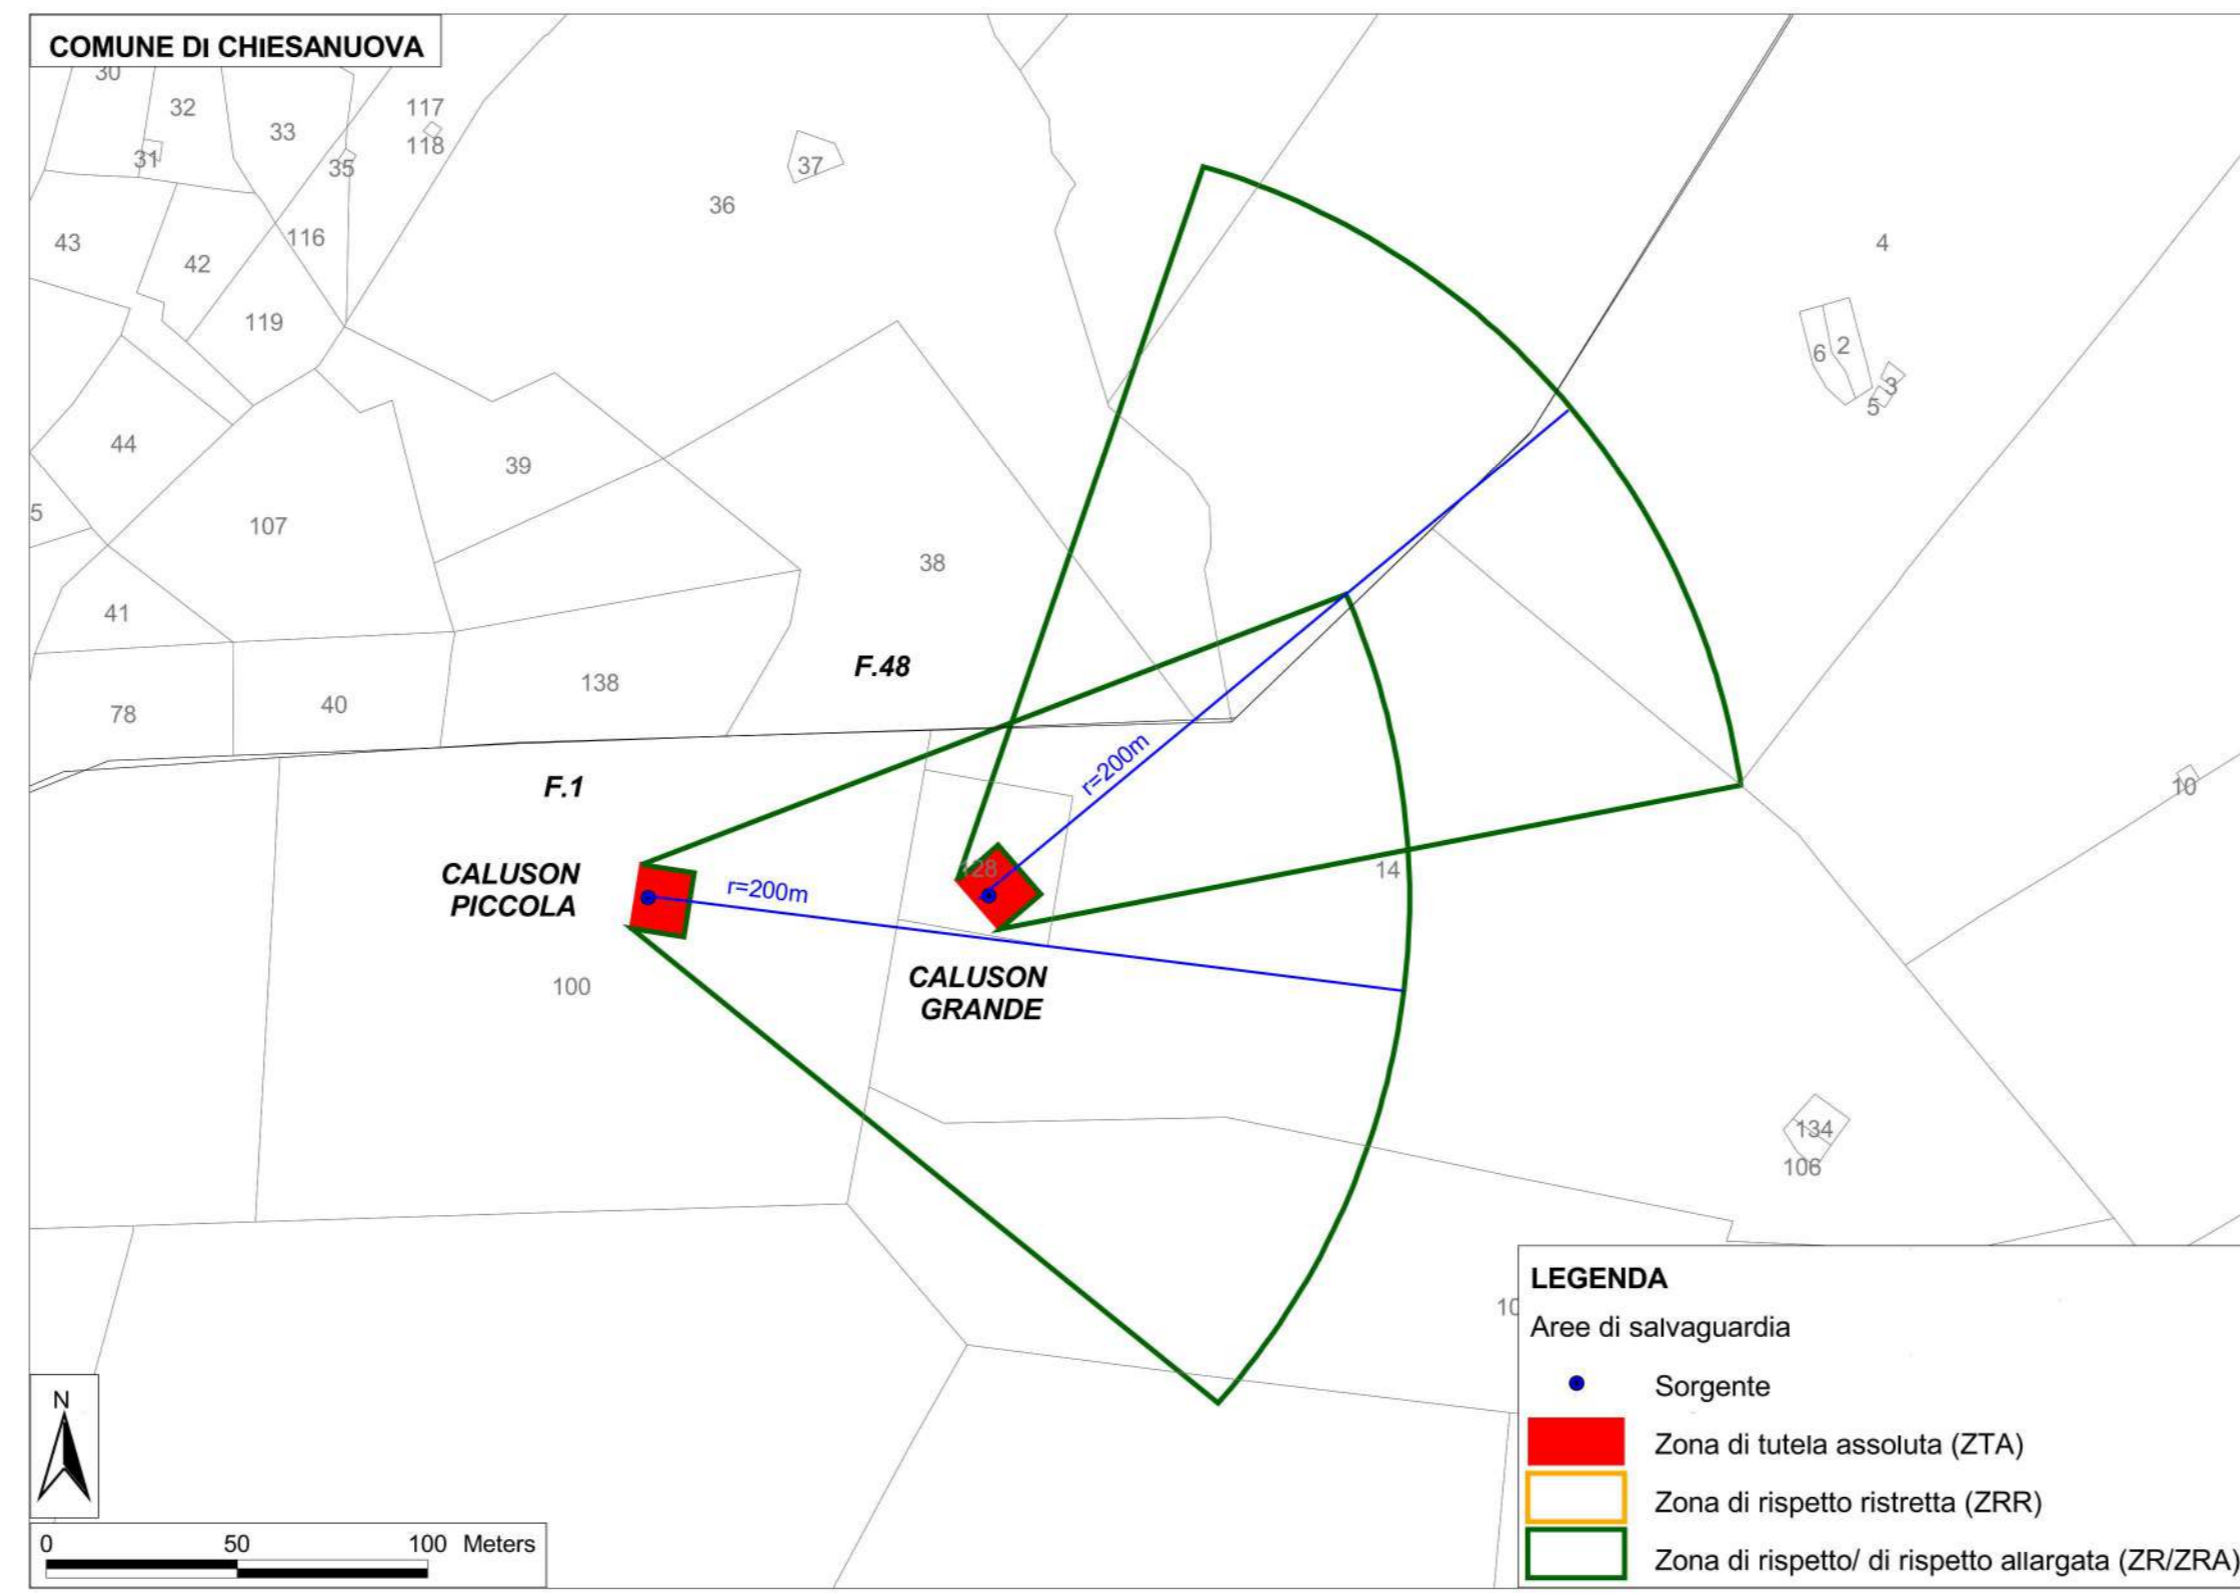 COMUNE DI CHIESANUOVA
30
32
33
117
118
31
35
37
36
43
42
116
4
119
6
2
3
5
44
39
5
107
38
41
F.48
138
40
78
r=200m
F.1
10
CALUSON
PICCOLA
r=200m
128
14
CALUSON
GRANDE
100
134
106
10
LEGENDA
Aree di salvaguardia
Sorgente
Zona di tutela assoluta (ZTA)
Zona di rispetto ristretta (ZRR)
Zona di rispetto/ di rispetto allargata (ZR/ZRA)
N
0 50 100 Meters